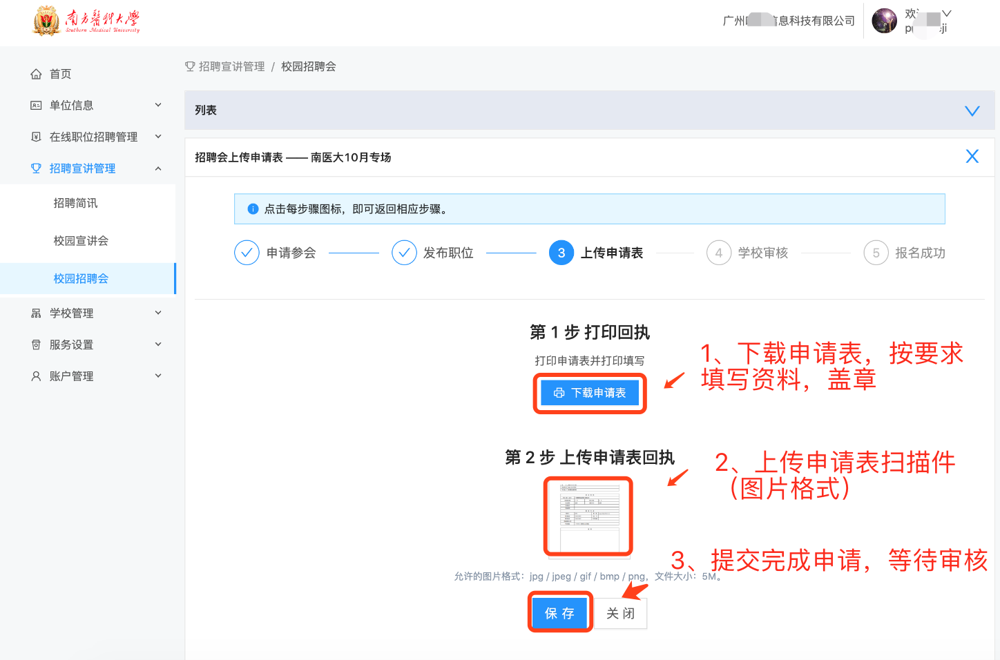 南方醫科大學
Southern Medical University
广州
信息科技有限公司
欢
首页
单位信息
在线职位招聘管理
招聘宣讲管理
招聘简讯
校园宣讲会
校园招聘会
学校管理
服务设置
账户管理
招聘宣讲管理 / 校园招聘会
列表
招聘会上传申请表 —— 南医大10月专场
点击每步骤图标，即可返回相应步骤。
申请参会
发布职位
3 上传申请表
4 学校审核
5 报名成功
第 1 步 打印回执
打印申请表并打印填写
下载申请表
1、下载申请表，按要求
填写资料，盖章
第 2 步 上传申请表回执
2、上传申请表扫描件
（图片格式）
3、提交完成申请，等待审核
允许的图片格式：jpg / jpeg / gif / bmp / png，文件大小：5M。
保 存
关 闭